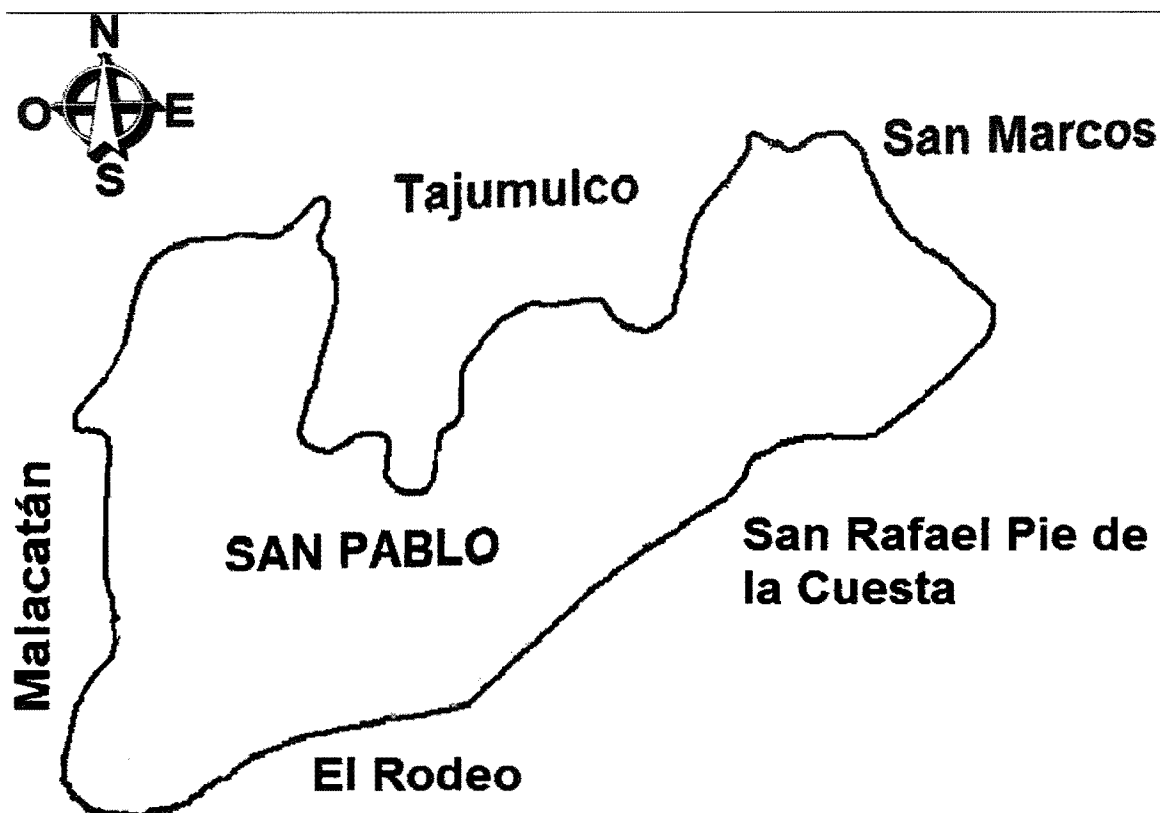 N
O E
S
San Marcos
Tajumulco
Malacatán
SAN PABLO
San Rafael Pie de
la Cuesta
El Rodeo